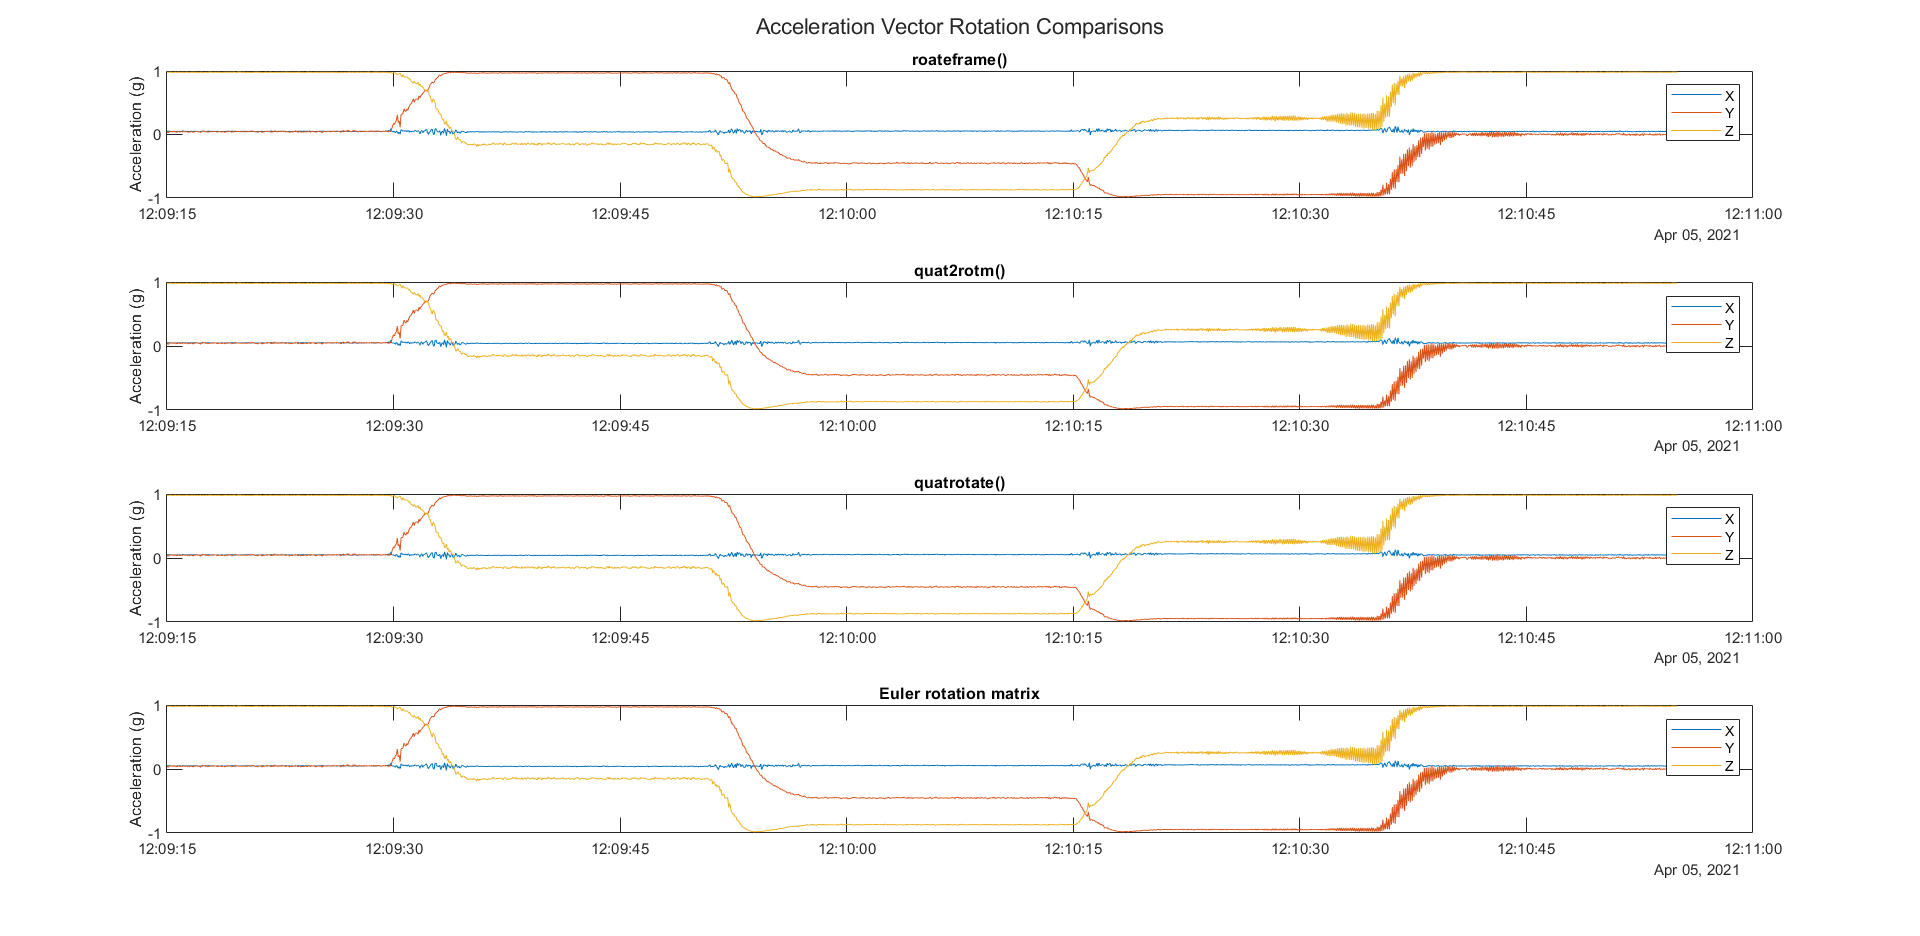 Acceleration Vector Rotation Comparisons
roateframe()
Acceleration (g)
1
0
-1
X
Y
Z
12:09:15 12:09:30 12:09:45 12:10:00 12:10:15 12:10:30 12:10:45 12:11:00
Apr 05, 2021
quat2rotm()
Acceleration (g)
1
0
-1
X
Y
Z
12:09:15 12:09:30 12:09:45 12:10:00 12:10:15 12:10:30 12:10:45 12:11:00
Apr 05, 2021
quatrotate()
Acceleration (g)
1
0
-1
X
Y
Z
12:09:15 12:09:30 12:09:45 12:10:00 12:10:15 12:10:30 12:10:45 12:11:00
Apr 05, 2021
Euler rotation matrix
Acceleration (g)
1
0
-1
X
Y
Z
12:09:15 12:09:30 12:09:45 12:10:00 12:10:15 12:10:30 12:10:45 12:11:00
Apr 05, 2021